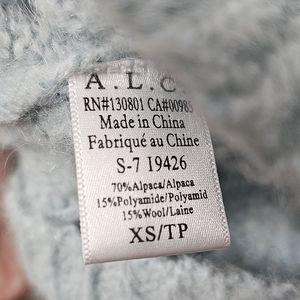 A.L.C.
RN#130801 CA#00985
Made in China
Fabriqué au Chine
S-7 19426
70%Alpaca/Alpaca
15%Polyamide/Polyamid
15%Wool/Laine
XS/TP